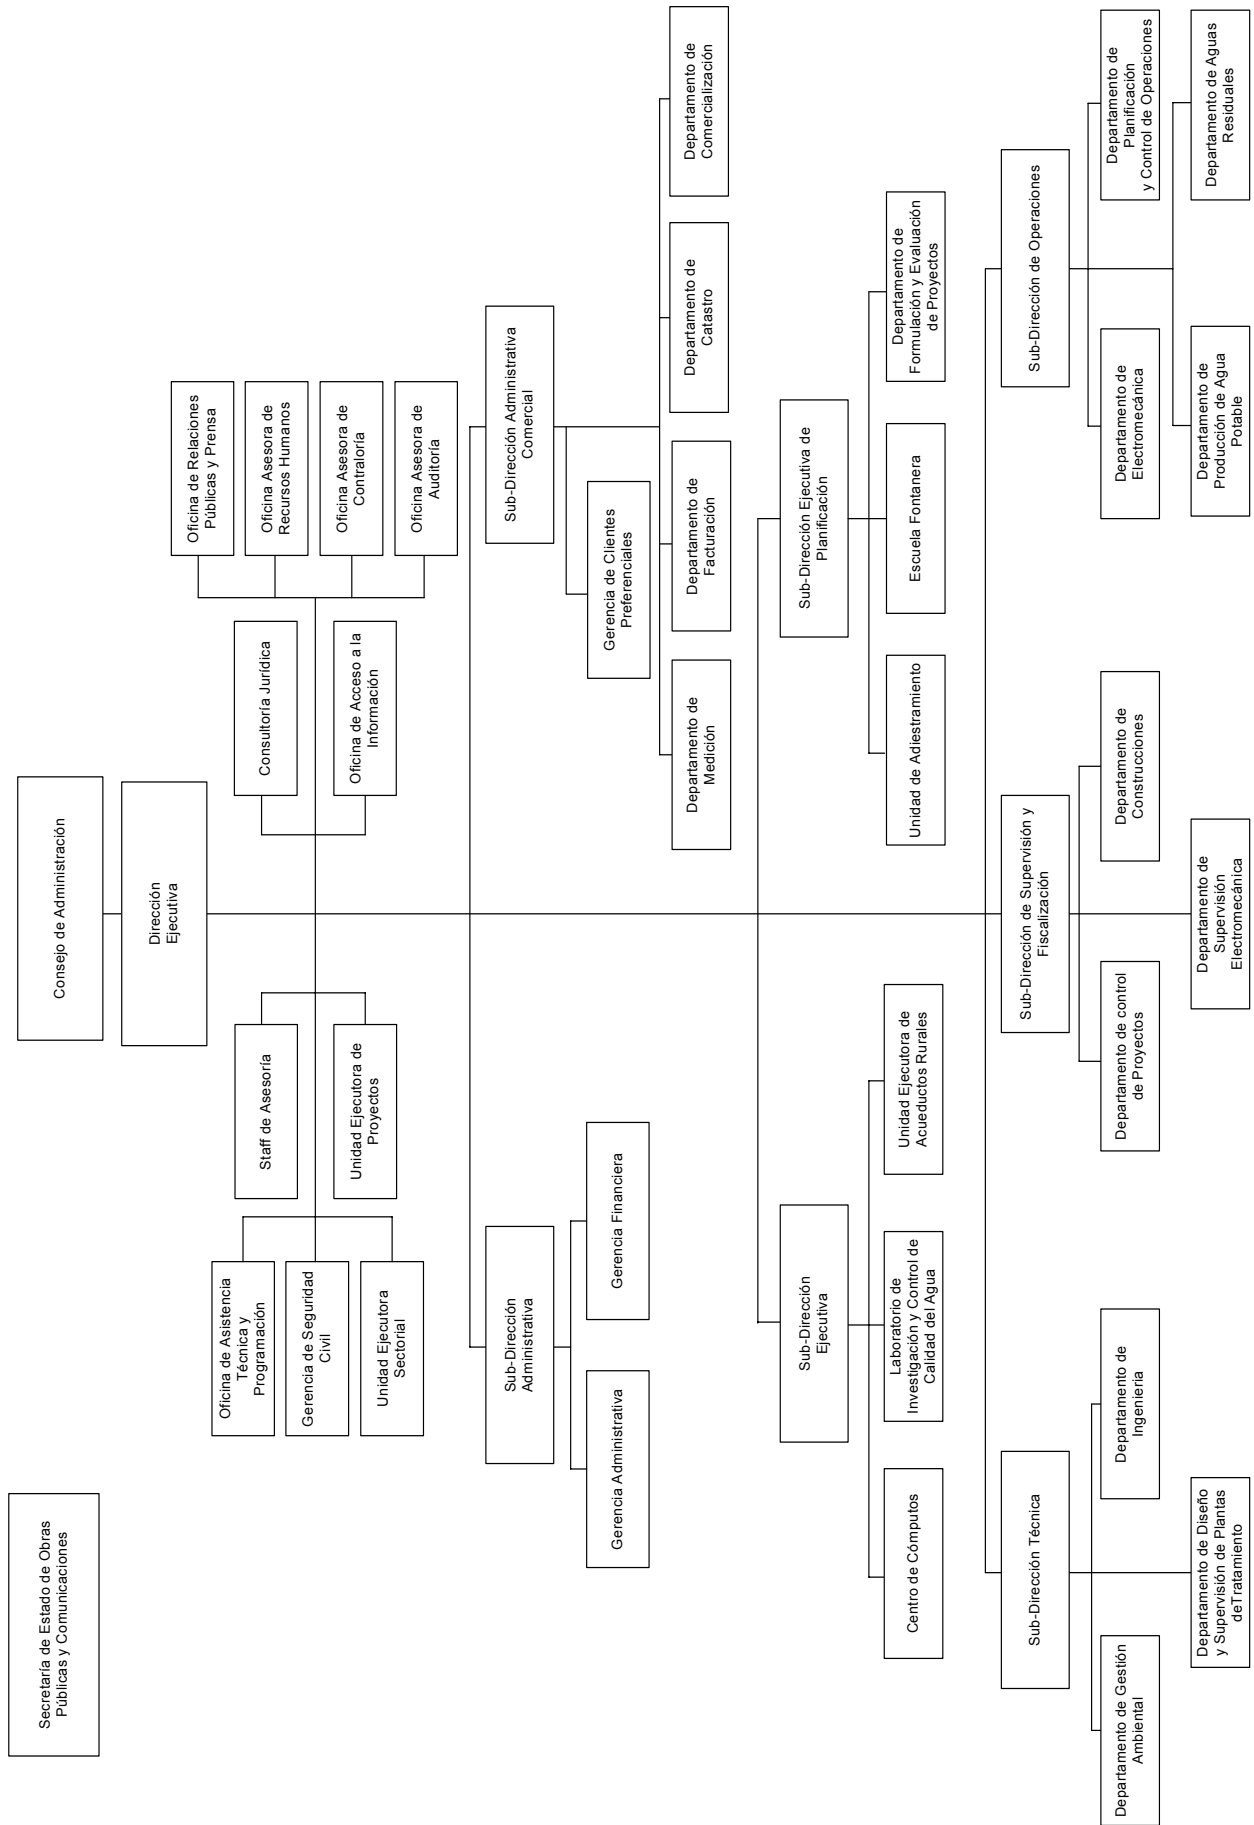 Secretaría de Estado de Obras
Públicas y Comunicaciones
Consejo de Administración
Dirección
Ejecutiva
Oficina de Asistencia
Técnica y
Programación
Gerencia de Seguridad
Civil
Unidad Ejecutora
Sectorial
Staff de Asesoría
Unidad Ejecutora de
Proyectos
Consultoría Jurídica
Oficina de Acceso a la
Información
Oficina de Relaciones
Públicas y Prensa
Oficina Asesora de
Recursos Humanos
Oficina Asesora de
Contraloría
Oficina Asesora de
Auditoría
Sub-Dirección
Administrativa
Gerencia Administrativa
Gerencia Financiera
Sub-Dirección Administrativa
Comercial
Gerencia de Clientes
Preferenciales
Departamento de
Medición
Departamento de
Facturación
Departamento de
Catastro
Departamento de
Comercialización
Sub-Dirección
Ejecutiva
Centro de Cómputos
Laboratorio de
Investigación y Control de
Calidad del Agua
Unidad Ejecutora de
Acueductos Rurales
Sub-Dirección Ejecutiva de
Planificación
Unidad de Adiestramiento
Escuela Fontanera
Departamento de
Formulación y Evaluación
de Proyectos
Sub-Dirección Técnica
Departamento de Gestión
Ambiental
Departamento de
Ingeniería
Departamento de Diseño
y Supervisión de Plantas
deTratamiento
Sub-Dirección de Supervisión y
Fiscalización
Departamento de control
de Proyectos
Departamento de
Construcciones
Departamento de
Supervisión
Electromecánica
Sub-Dirección de Operaciones
Departamento de
Electromecánica
Departamento de
Planificación
y Control de Operaciones
Departamento de
Producción de Agua
Potable
Departamento de Aguas
Residuales